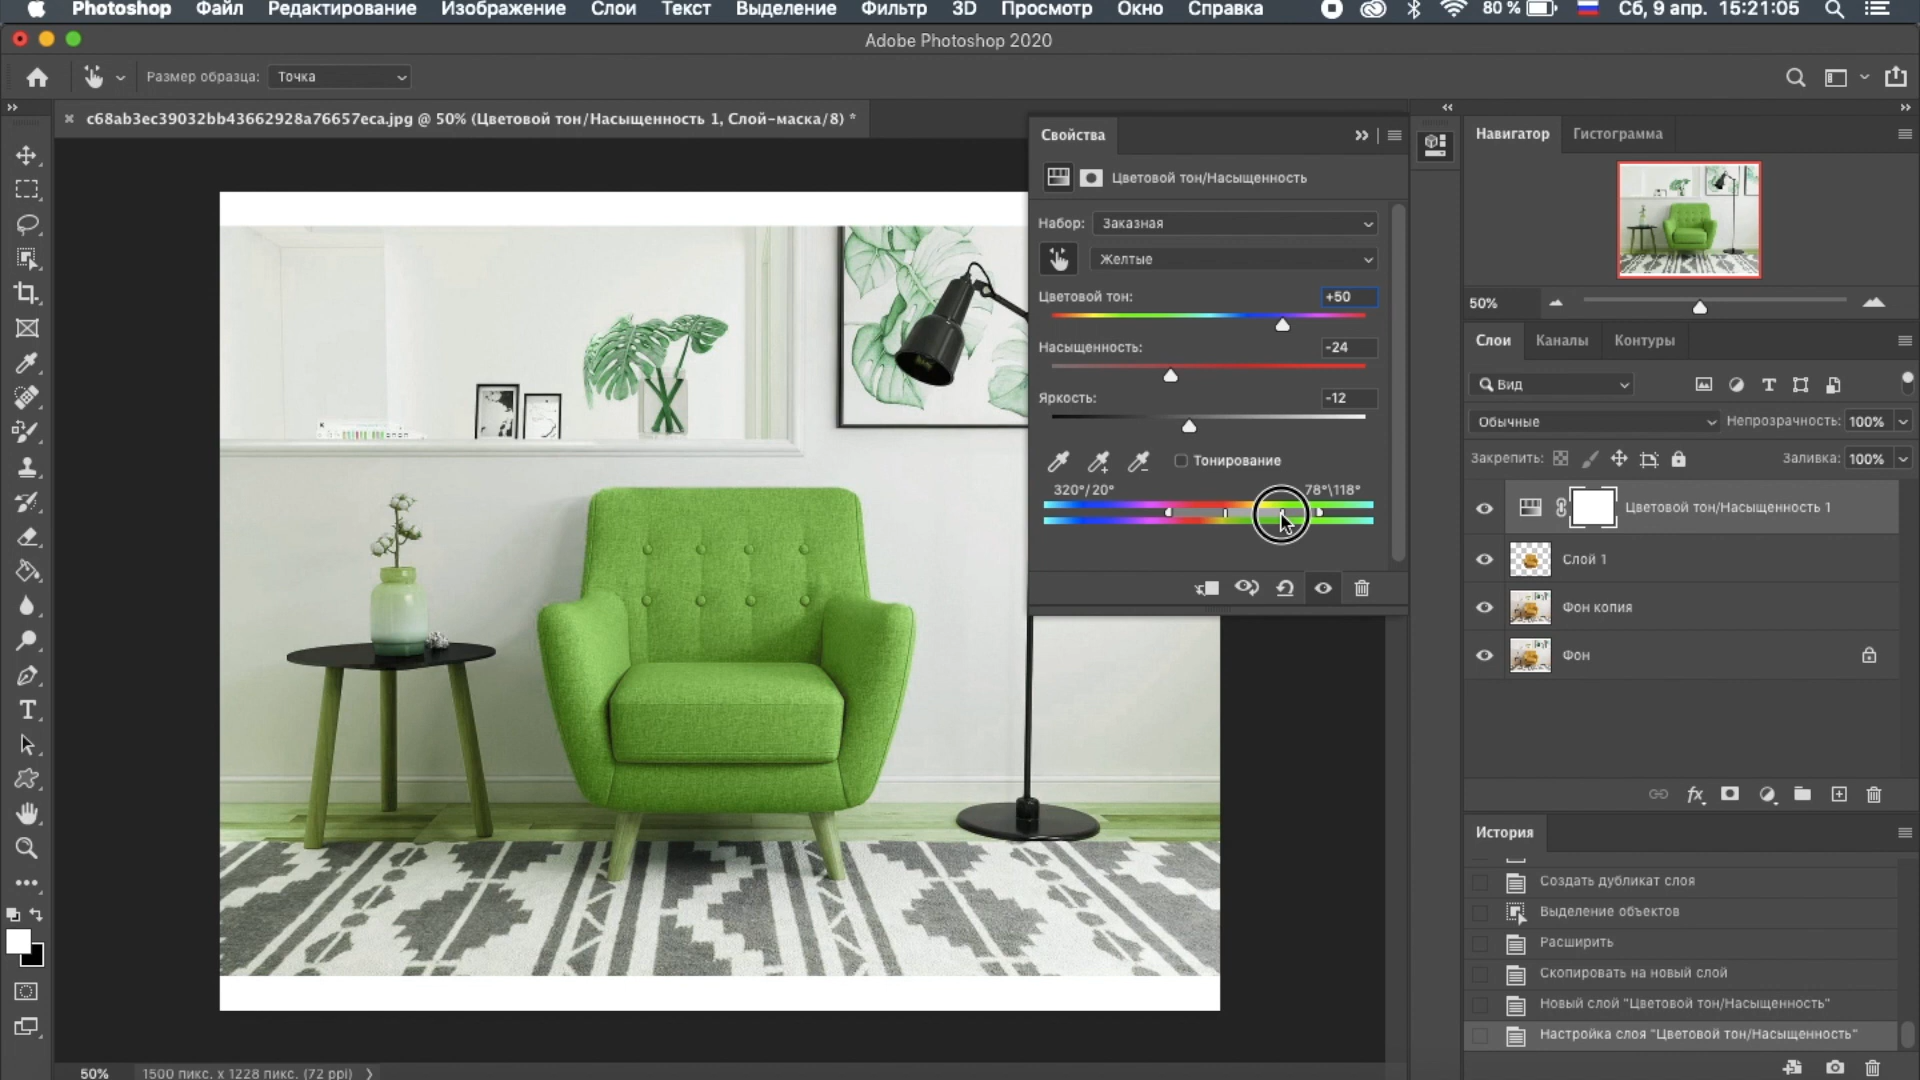 Photoshop Файл Редактирование Изображение Слои Текст Выделение Фильтр 3D Просмотр Окно Справка 80 % Сб, 9 апр. 15:21:05
Adobe Photoshop 2020
Размер образца: Точка
c68ab3ec39032bb43662928a76657eca.jpg @ 50% (Цветовой тон/Насыщенность 1, Слой-маска/8) *
Свойства
Цветовой тон/Насыщенность
Набор: Заказная
Желтые
Цветовой тон: +50
Насыщенность: -24
Яркость: -12
Тонирование
320°/20° 78°\118°
Навигатор Гистограмма
50%
Слои Каналы Контуры
Вид
Обычные Непрозрачность: 100%
Закрепить: Заливка: 100%
Цветовой тон/Насыщенность 1
Слой 1
Фон копия
Фон
fx
История
Создать дубликат слоя
Выделение объектов
Расширить
Скопировать на новый слой
Новый слой "Цветовой тон/Насыщенность"
Настройка слоя "Цветовой тон/Насыщенность"
50% 1500 пикс. x 1228 пикс. (72 ppi)